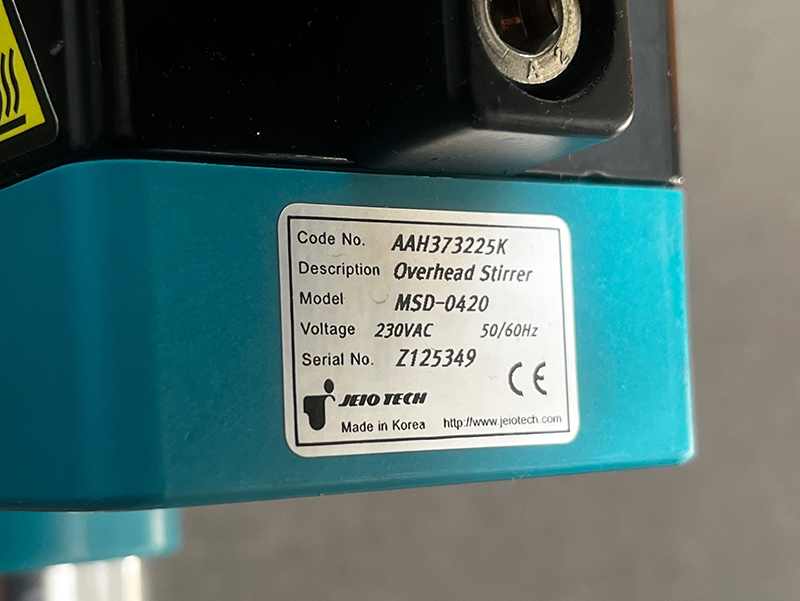 A 2
Code No. AAH373225K
Description Overhead Stirrer
Model MSD-0420
Voltage 230VAC 50/60Hz
Serial No. Z125349
CE
JEIO TECH
Made in Korea http://www.jeiotech.com